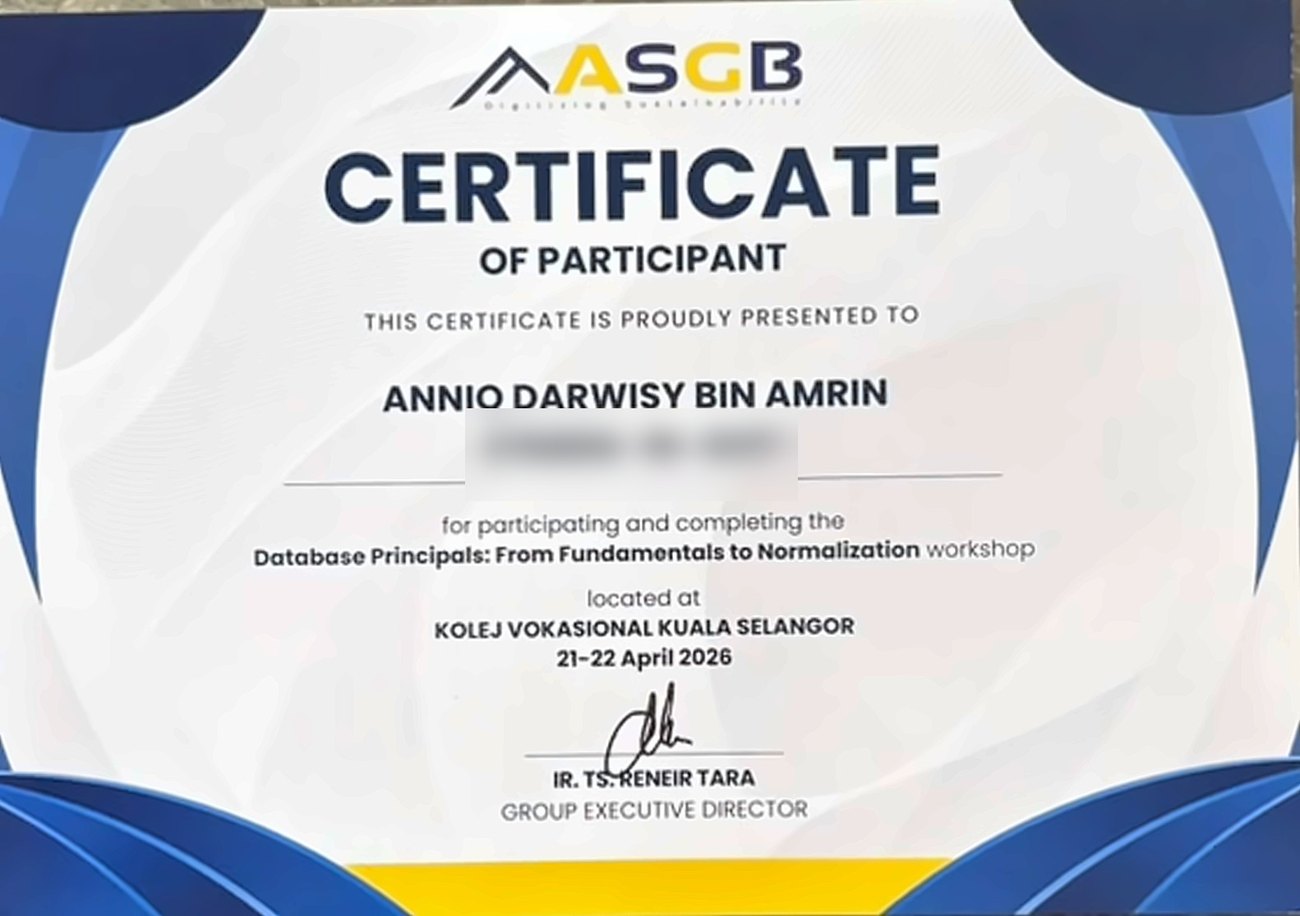 ASGB
Digitizing Sustainability
CERTIFICATE
OF PARTICIPANT
THIS CERTIFICATE IS PROUDLY PRESENTED TO
ANNIO DARWISY BIN AMRIN
for participating and completing the
Database Principals: From Fundamentals to Normalization workshop
located at
KOLEJ VOKASIONAL KUALA SELANGOR
21-22 April 2026
IR. TS. RENEIR TARA
GROUP EXECUTIVE DIRECTOR